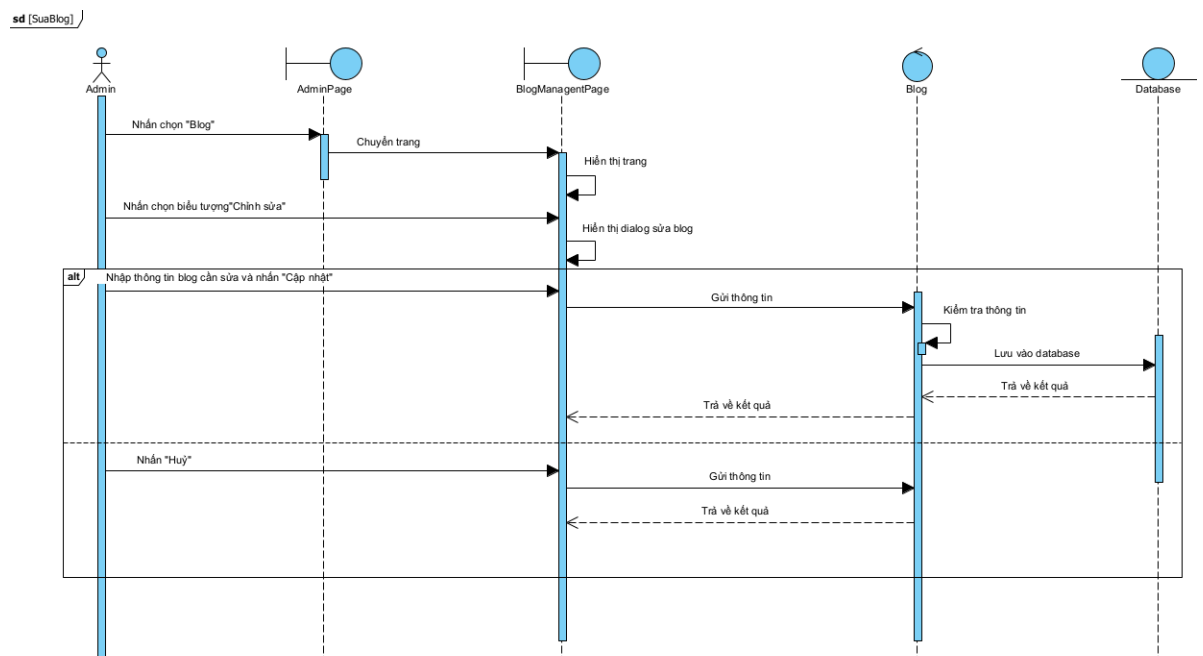 sd [SuaBlog]
Admin
AdminPage
BlogManagentPage
Blog
Database
Nhấn chọn "Blog"
Chuyển trang
Hiển thị trang
Nhấn chọn biểu tượng"Chỉnh sửa"
Hiển thị dialog sửa blog
alt
Nhập thông tin blog cần sửa và nhấn "Cập nhật"
Gửi thông tin
Kiểm tra thông tin
Lưu vào database
Trả về kết quả
Trả về kết quả
Nhấn "Huỷ"
Gửi thông tin
Trả về kết quả